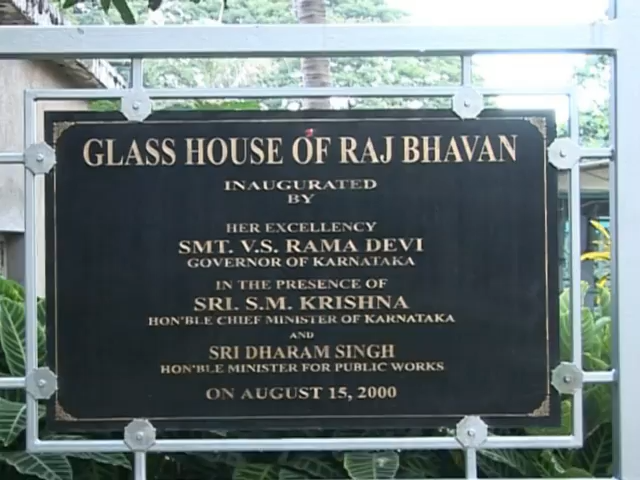 GLASS HOUSE OF RAJ BHAVAN
INAUGURATED
BY
HER EXCELLENCY
SMT. V.S. RAMA DEVI
GOVERNOR OF KARNATAKA
IN THE PRESENCE OF
SRI. S.M. KRISHNA
HON'BLE CHIEF MINISTER OF KARNATAKA
AND
SRI DHARAM SINGH
HON'BLE MINISTER FOR PUBLIC WORKS
ON AUGUST 15, 2000